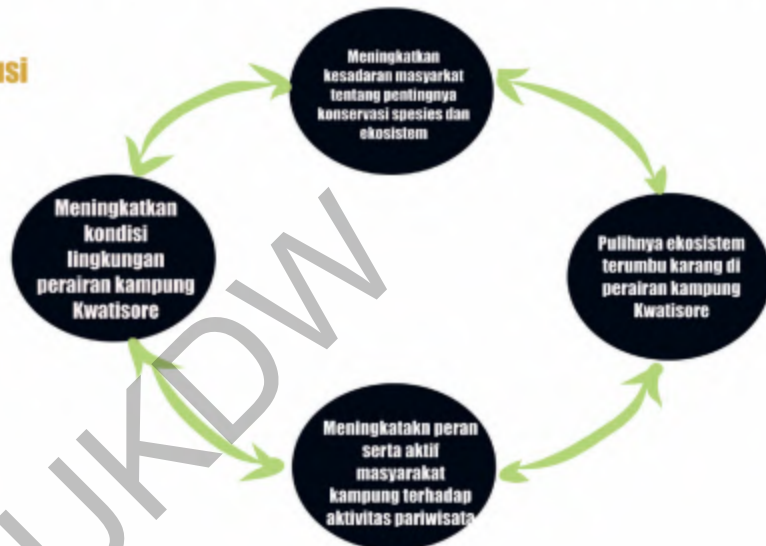 usi
Meningkatkan
kesadaran masyarkat
tentang pentingnya
konservasi spesies dan
ekosistem
Meningkatkan
kondisi
lingkungan
perairan kampung
Kwatisore
Pulihnya ekosistem
terumbu karang di
perairan kampung
Kwatisore
Meningkatakn peran
serta aktif
masyarakat
kampung terhadap
aktivitas pariwisata
UKDW